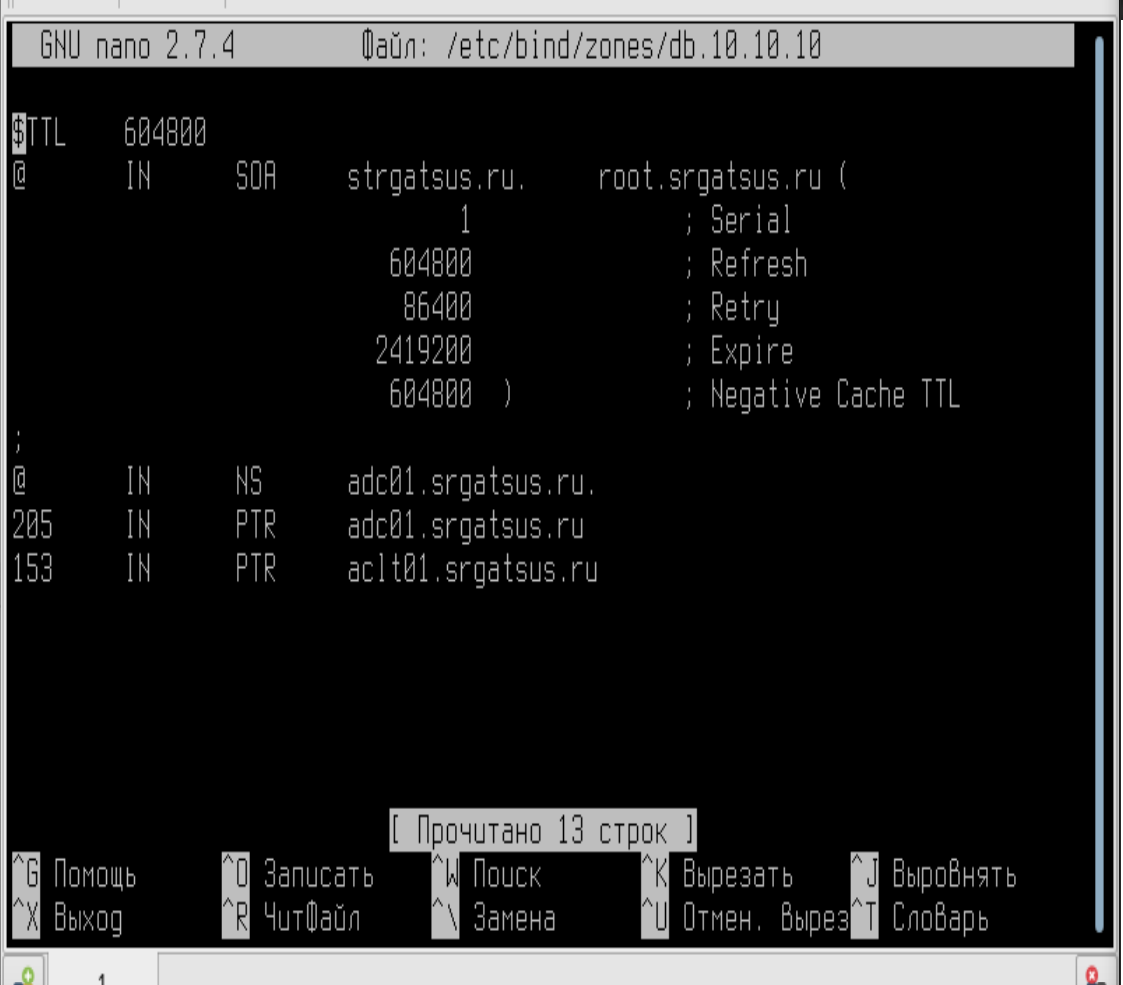 GNU nano 2.7.4 Файл: /etc/bind/zones/db.10.10.10
$TTL 604800
@ IN SOA strgatsus.ru. root.srgatsus.ru (
1 ; Serial
604800 ; Refresh
86400 ; Retry
2419200 ; Expire
604800 ) ; Negative Cache TTL
;
@ IN NS adc01.srgatsus.ru.
205 IN PTR adc01.srgatsus.ru
153 IN PTR aclt01.srgatsus.ru
[ Прочитано 13 строк ]
^G Помощь ^O Записать ^W Поиск ^K Вырезать ^J Выровнять
^X Выход ^R ЧитФайл ^\ Замена ^U Отмен. Вырез ^T Словарь
1